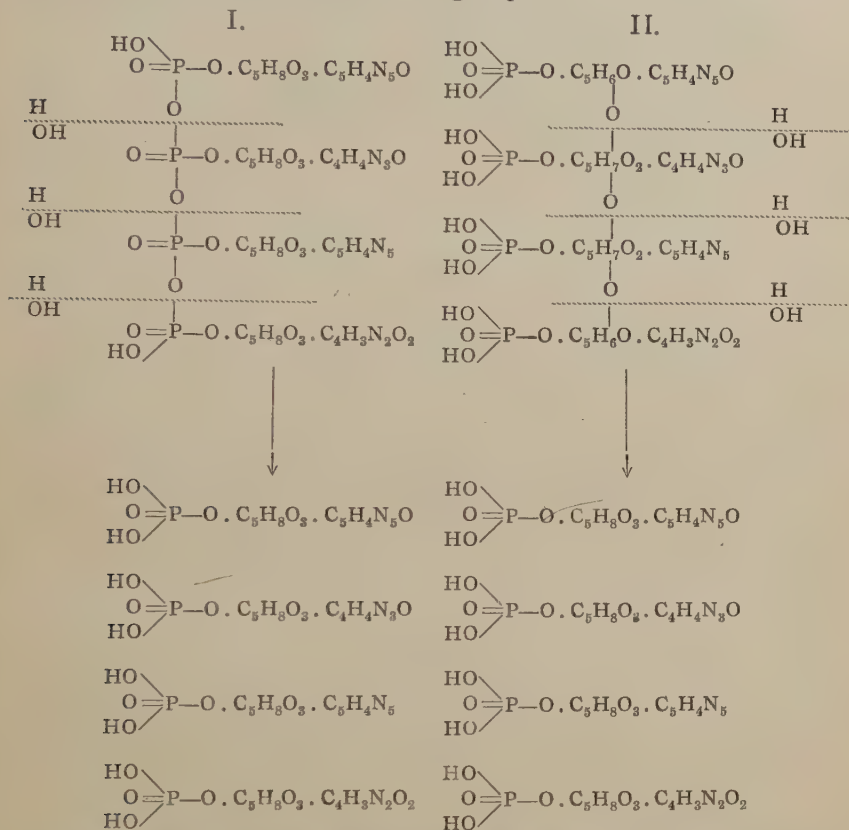 I.
HO
O=P—O . C₅H₈O₃ . C₅H₄N₅O
O
H
OH
O=P—O . C₅H₈O₃ . C₄H₄N₃O
O
H
OH
O=P—O . C₅H₈O₃ . C₅H₄N₅
O
H
OH
O=P—O . C₅H₈O₃ . C₄H₃N₂O₂
HO
HO
O=P—O . C₅H₈O₃ . C₅H₄N₅O
HO
HO
O=P—O . C₅H₈O₃ . C₄H₄N₃O
HO
HO
O=P—O . C₅H₈O₃ . C₅H₄N₅
HO
HO
O=P—O . C₅H₈O₃ . C₄H₃N₂O₂
HO
II.
HO
O=P—O . C₅H₆O . C₅H₄N₅O
HO
O
H
OH
HO
O=P—O . C₅H₇O₂ . C₄H₄N₃O
HO
O
H
OH
HO
O=P—O . C₅H₇O₂ . C₅H₄N₅
HO
O
H
OH
HO
O=P—O . C₅H₆O . C₄H₃N₂O₂
HO
HO
O=P—O . C₅H₈O₃ . C₅H₄N₅O
HO
HO
O=P—O . C₅H₈O₃ . C₄H₄N₃O
HO
HO
O=P—O . C₅H₈O₃ . C₅H₄N₅
HO
HO
O=P—O . C₅H₈O₃ . C₄H₃N₂O₂
HO